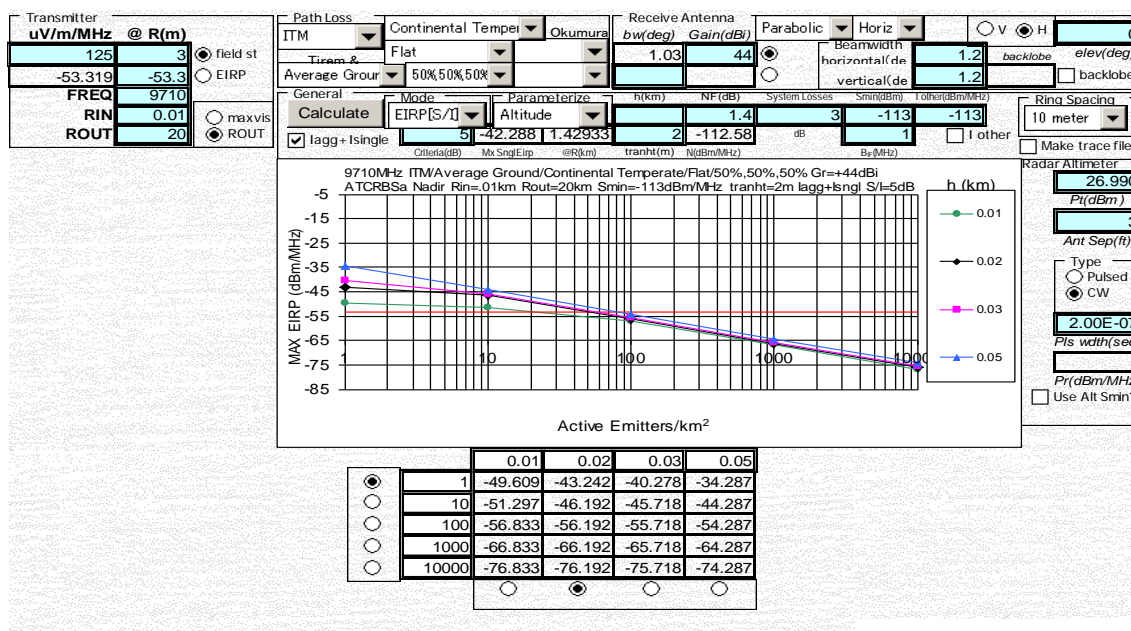 Transmitter
uV/m/MHz @ R(m)
125 3 field st
-53.319 -53.3 EIRP
FREQ 9710
RIN 0.01 maxvis
ROUT 20 ROUT
Path Loss
ITM Continental Temper Okumura
Tirem &
Flat
Average Grour 50%,50%,50%
Receive Antenna
bw(deg) Gain(dBi) Parabolic Horiz
1.03 44
Beamwidth
horizontal(de 1.2
vertical(de 1.2
backlobe
V H
elev(deg)
backlobe
General
Calculate
Mode
EIRP[S/I]
Parameterize
Altitude
h(km) NF(dB) System Losses Smin(dBm) I other(dBm/MHz)
1.4 3 -113 -113
Iagg+Isingle 5 -42.288 1.42933 2 -112.58 dB 1 I other
Criteria(dB) Mx SnglEirp @R(km) tranht(m) N(dBm/MHz) BIF(MHz)
Ring Spacing
10 meter
Make trace file
Radar Altimeter
26.990
Pt(dBm)
Ant Sep(ft)
Type
Pulsed
CW
2.00E-07
Pls wdth(sec
Pr(dBm/MHz
Use Alt Smin?
9710MHz ITM/Average Ground/Continental Temperate/Flat/50%,50%,50% Gr=+44dBi
ATCRBSa Nadir Rin=.01km Rout=20km Smin=-113dBm/MHz tranht=2m Iagg+Isngl S/I=5dB
MAX EIRP (dBm/MHz)
-5
-15
-25
-35
-45
-55
-65
-75
-85
1 10 100 1000 1000
Active Emitters/km2
h (km)
0.01
0.02
0.03
0.05
0.01 0.02 0.03 0.05
1 -49.609 -43.242 -40.278 -34.287
10 -51.297 -46.192 -45.718 -44.287
100 -56.833 -56.192 -55.718 -54.287
1000 -66.833 -66.192 -65.718 -64.287
10000 -76.833 -76.192 -75.718 -74.287